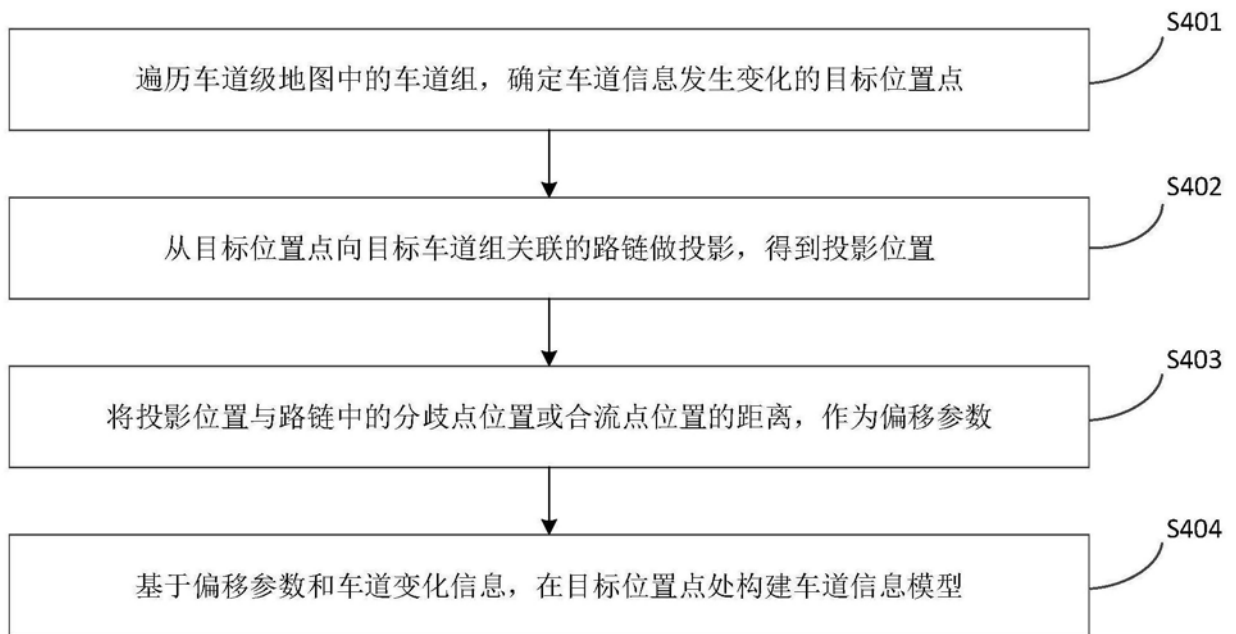 S401
遍历车道级地图中的车道组，确定车道信息发生变化的目标位置点
S402
从目标位置点向目标车道组关联的路链做投影，得到投影位置
S403
将投影位置与路链中的分歧点位置或合流点位置的距离，作为偏移参数
S404
基于偏移参数和车道变化信息，在目标位置点处构建车道信息模型